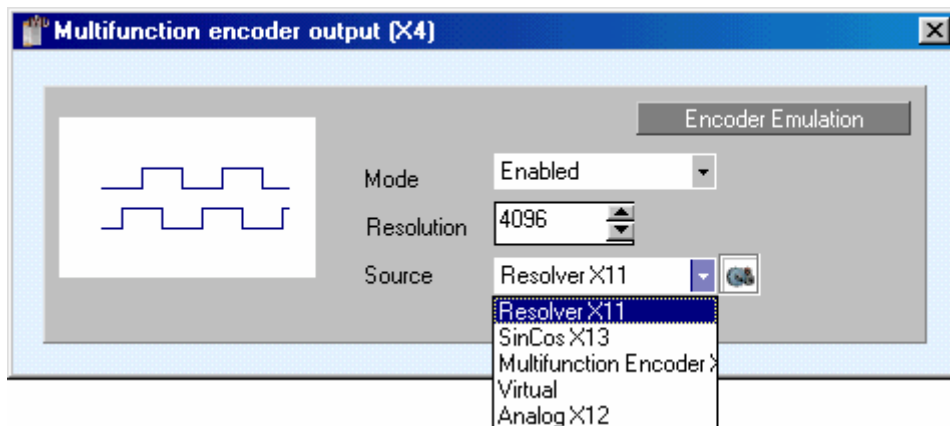 Multifunction encoder output (X4)
Encoder Emulation
Mode
Enabled
Resolution
4096
Source
Resolver X11
Resolver X11
SinCos X13
Multifunction Encoder
Virtual
Analog X12